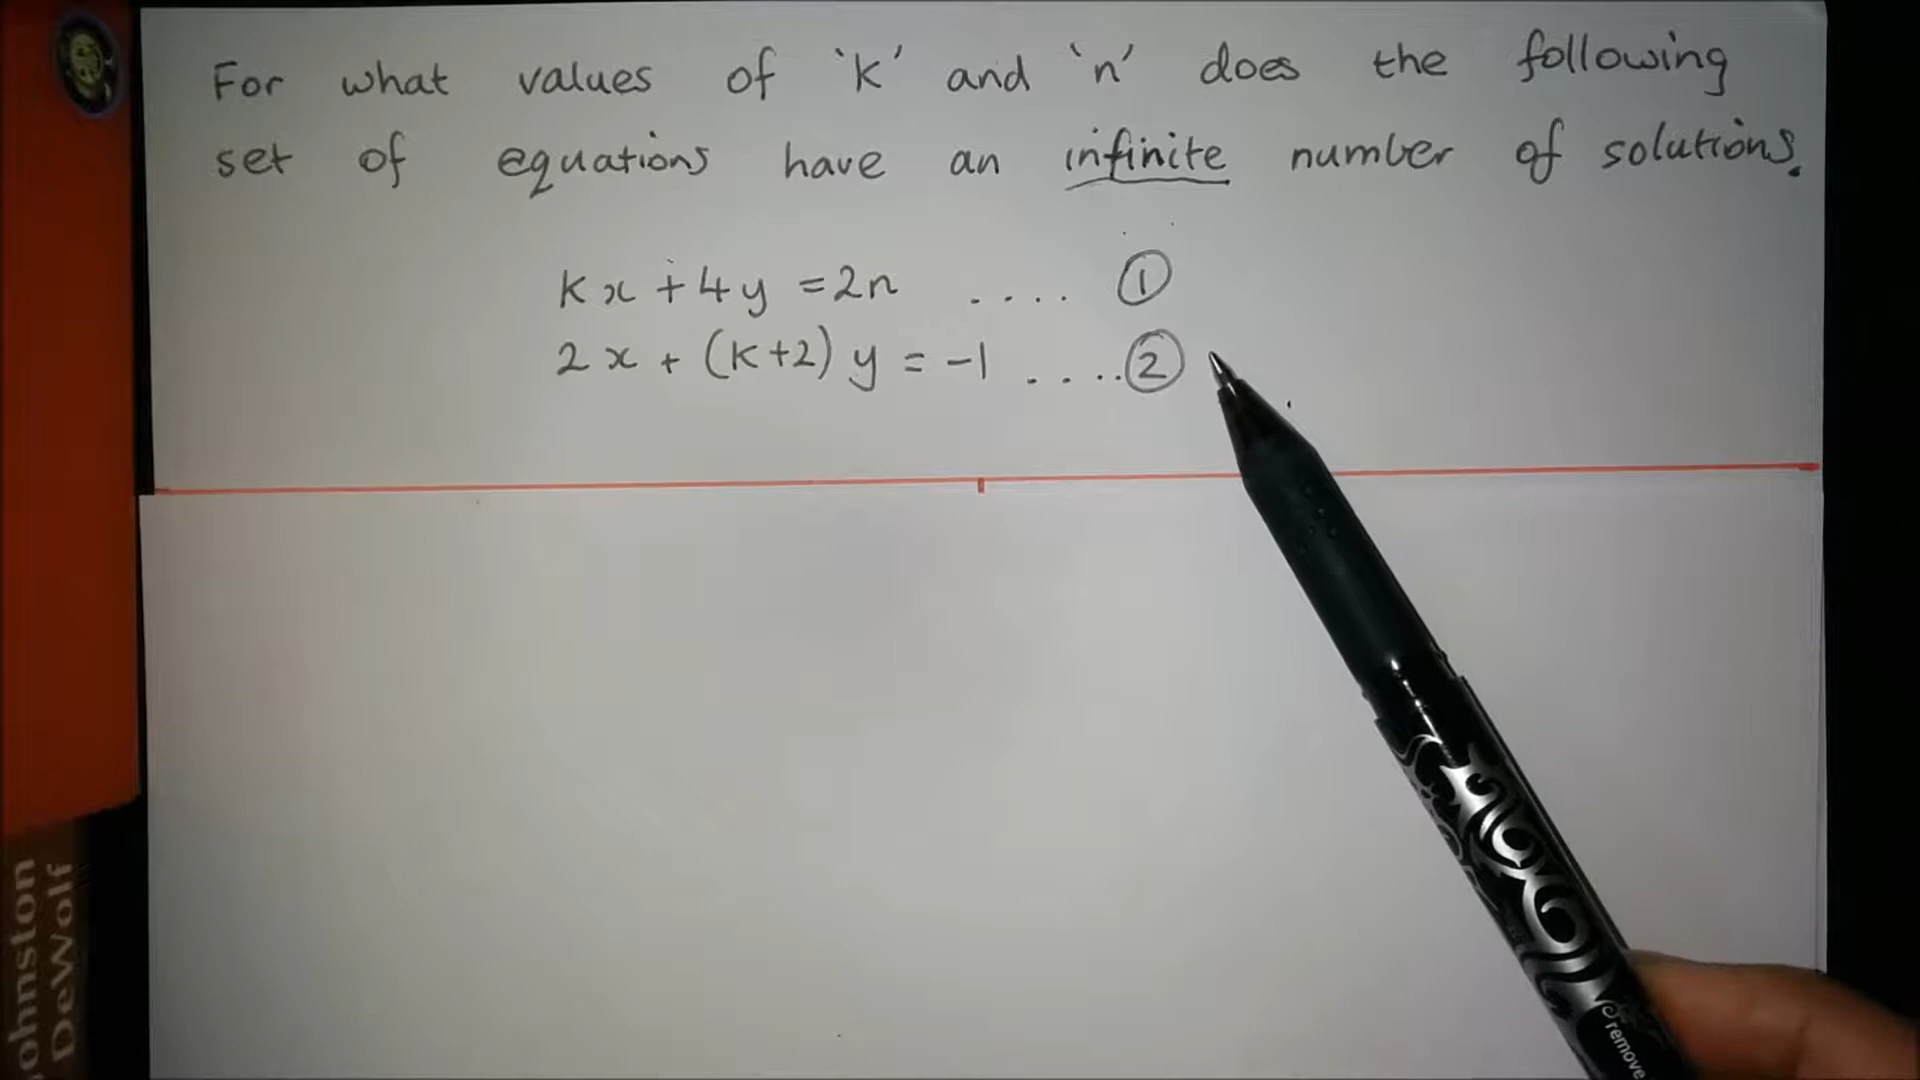 For what values of 'k' and 'n' does the following
set of equations have an infinite number of solutions.
kx + 4y = 2n .... ①
2x + (k+2) y = -1 .... ②
ohnston
DeWolf
remove